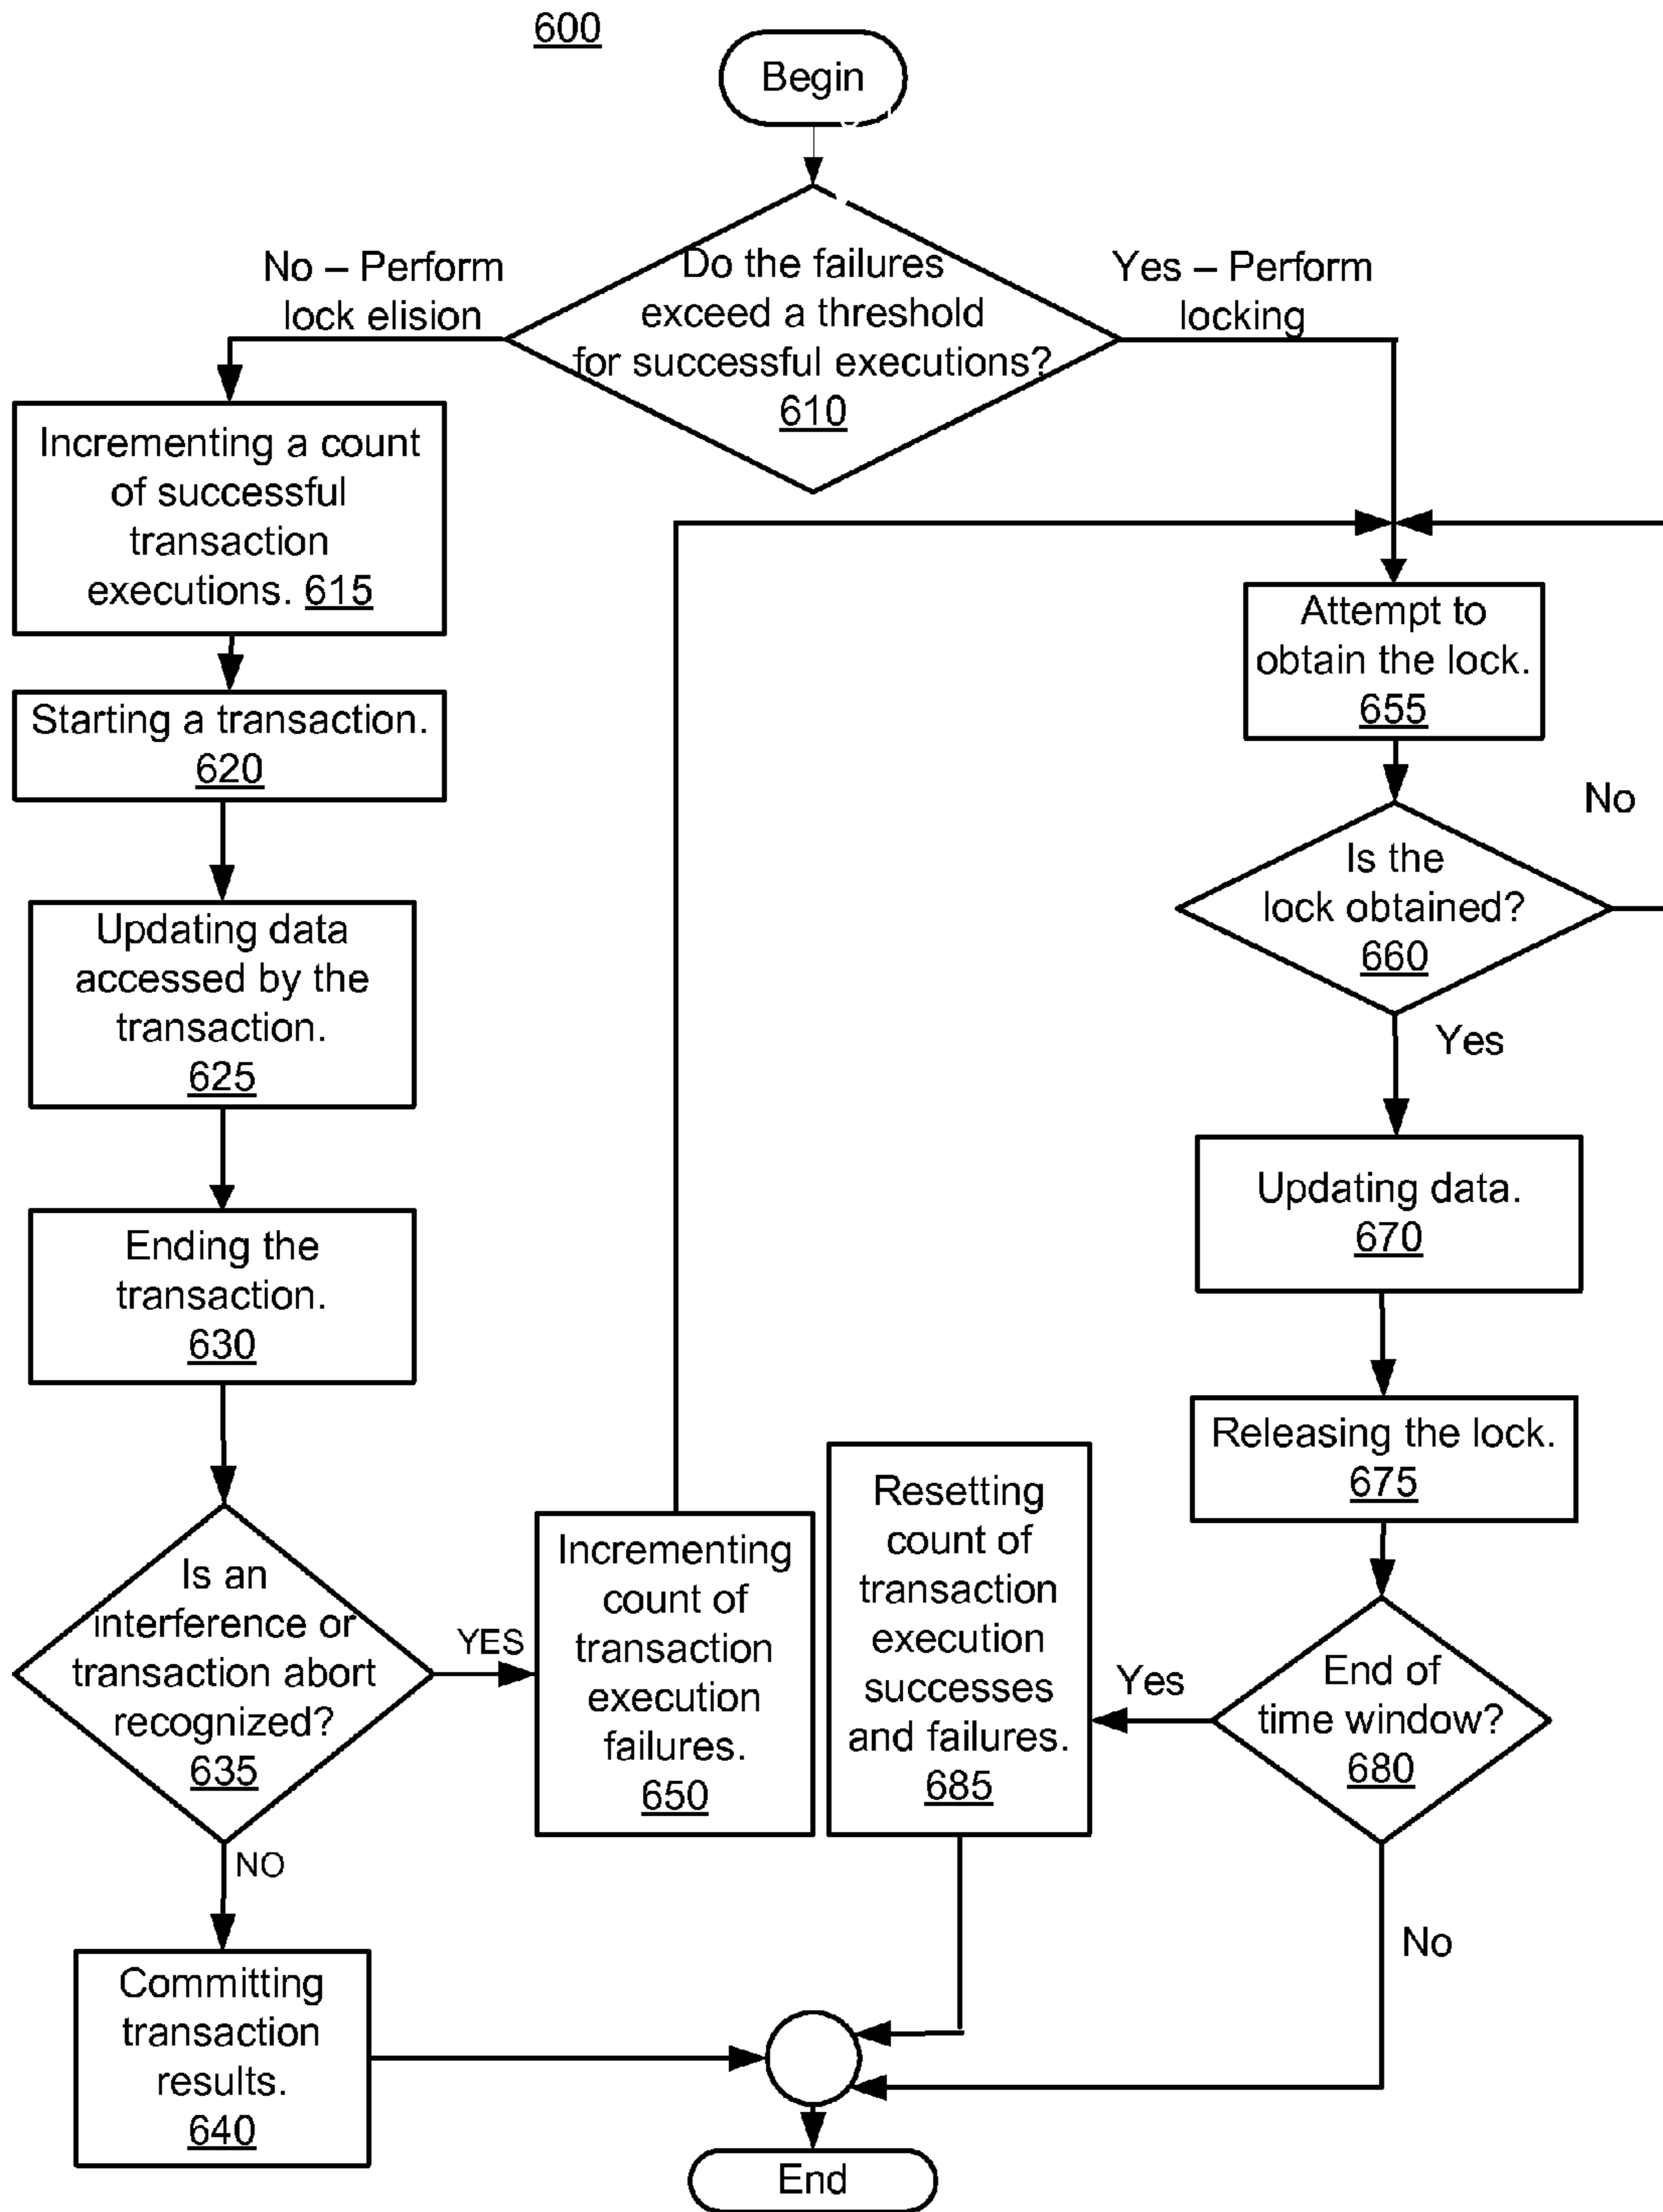 600
Begin
Do the failures
exceed a threshold
for successful executions?
610
No – Perform
lock elision
Yes – Perform
locking
Incrementing a count
of successful
transaction
executions. 615
Starting a transaction.
620
Updating data
accessed by the
transaction.
625
Ending the
transaction.
630
Is an
interference or
transaction abort
recognized?
635
YES
NO
Committing
transaction
results.
640
Incrementing
count of
transaction
execution
failures.
650
Attempt to
obtain the lock.
655
Is the
lock obtained?
660
No
Yes
Updating data.
670
Releasing the lock.
675
End of
time window?
680
Yes
No
Resetting
count of
transaction
execution
successes
and failures.
685
End